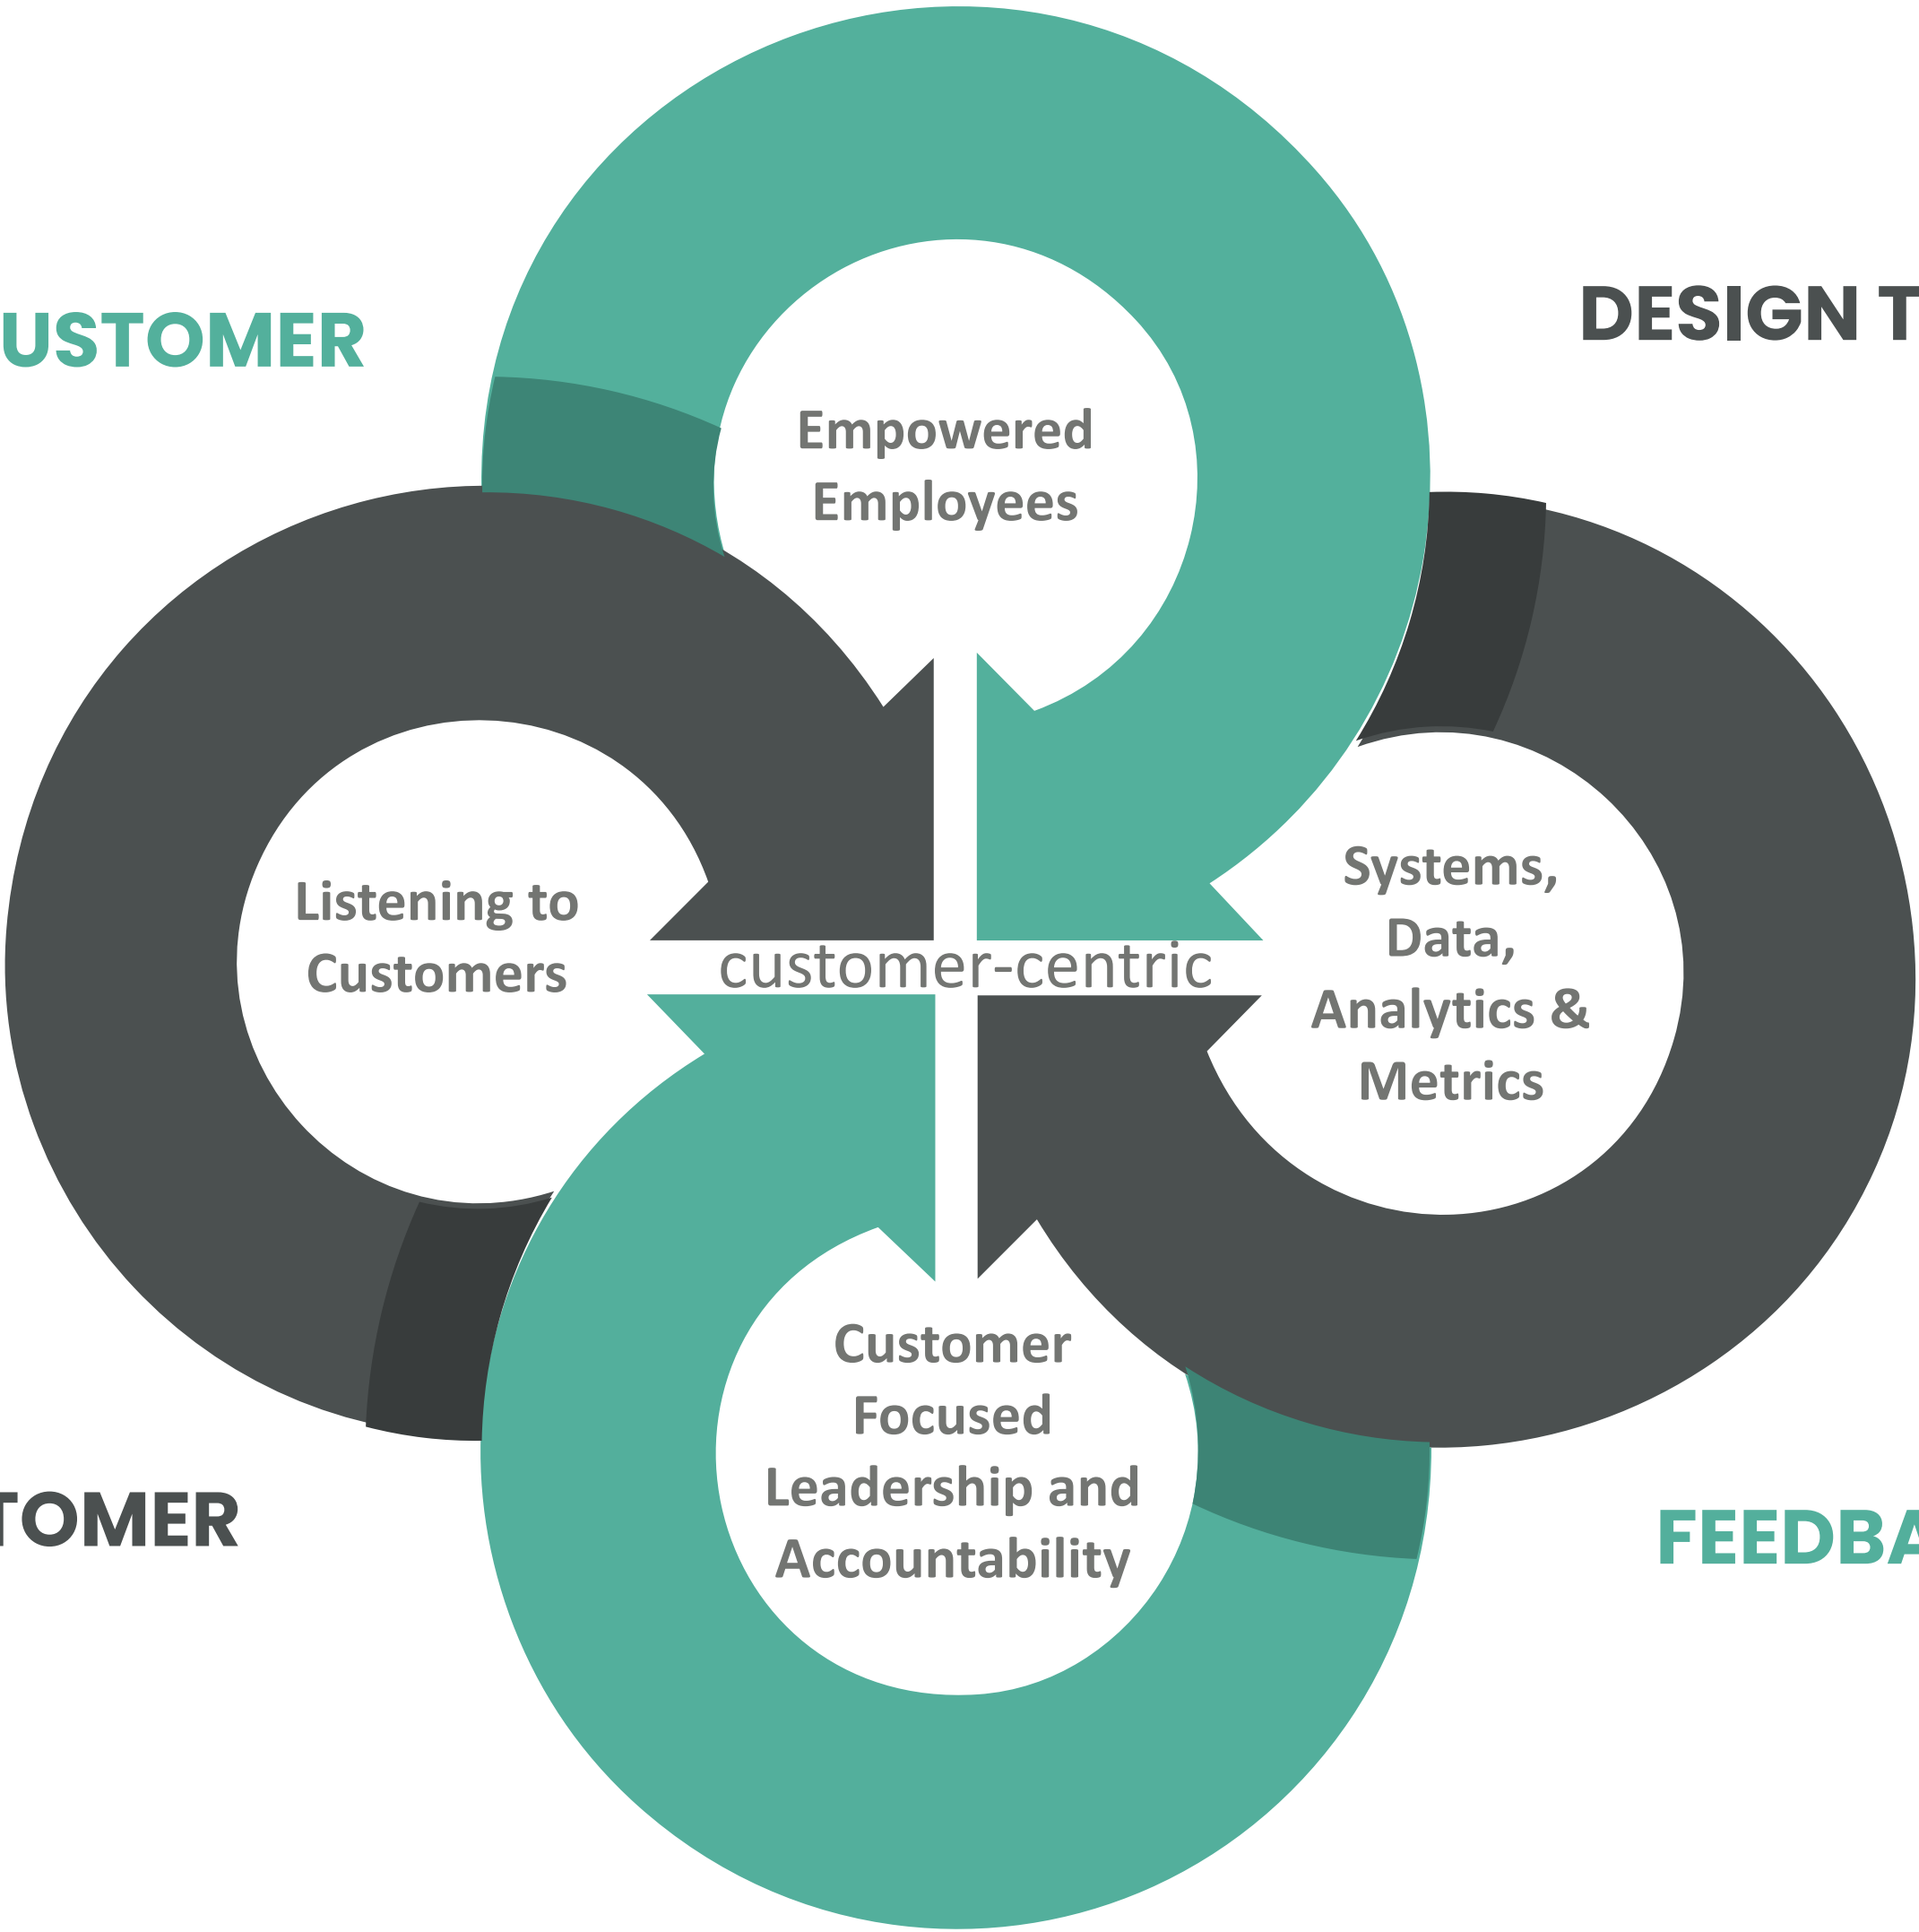 USTOMER
DESIGN T
Empowered
Employees
Listening to
Customers
Systems,
Data,
Analytics &
Metrics
customer-centric
Customer
Focused
Leadership and
Accountability
TOMER
FEEDBA